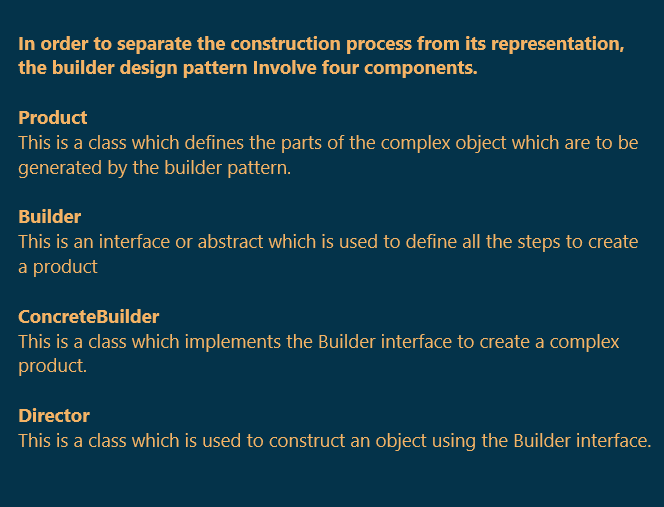 In order to separate the construction process from its representation,
the builder design pattern Involve four components.
Product
This is a class which defines the parts of the complex object which are to be
generated by the builder pattern.
Builder
This is an interface or abstract which is used to define all the steps to create
a product
ConcreteBuilder
This is a class which implements the Builder interface to create a complex
product.
Director
This is a class which is used to construct an object using the Builder interface.